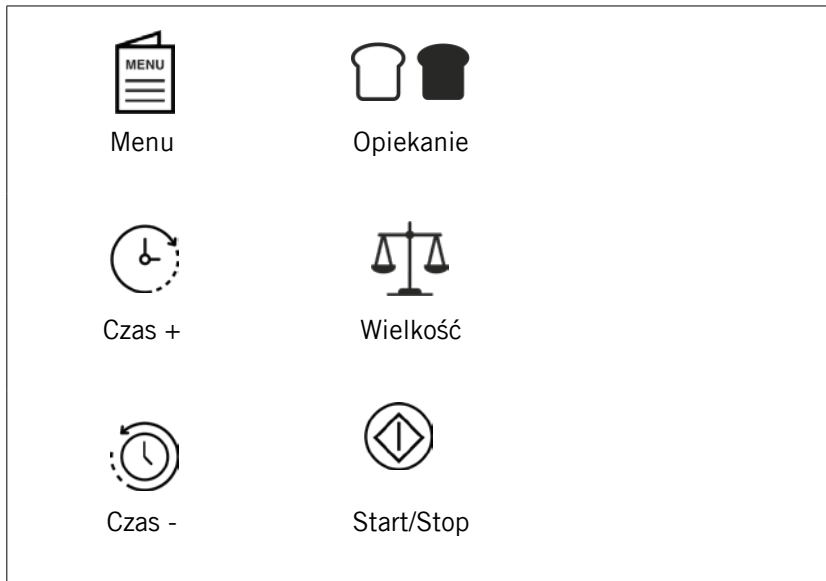 MENU
Menu
Opiekanie
Czas +
Wielkość
Czas -
Start/Stop